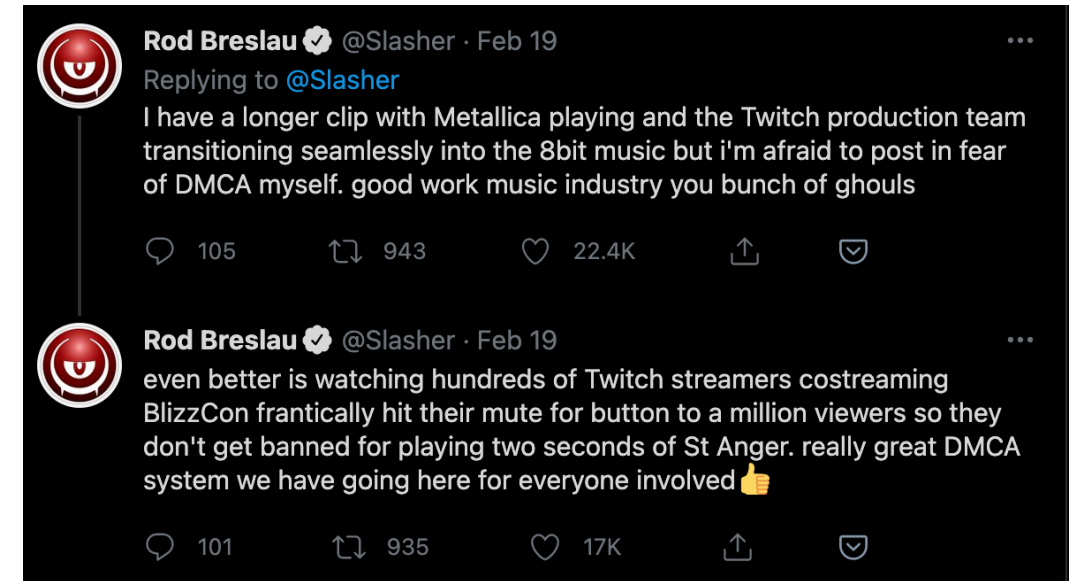 Rod Breslau @Slasher · Feb 19
Replying to @Slasher
I have a longer clip with Metallica playing and the Twitch production team
transitioning seamlessly into the 8bit music but i'm afraid to post in fear
of DMCA myself. good work music industry you bunch of ghouls
105 943 22.4K
Rod Breslau @Slasher · Feb 19
even better is watching hundreds of Twitch streamers costreaming
BlizzCon frantically hit their mute for button to a million viewers so they
don't get banned for playing two seconds of St Anger. really great DMCA
system we have going here for everyone involved👍
101 935 17K